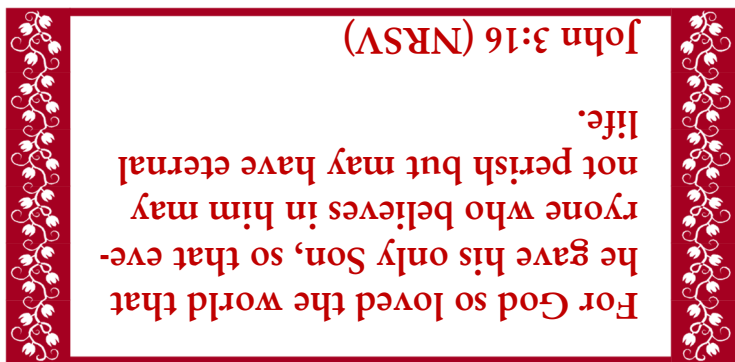 For God so loved the world that
he gave his only Son, so that eve-
ryone who believes in him may
not perish but may have eternal
life.
John 3:16 (NRSV)